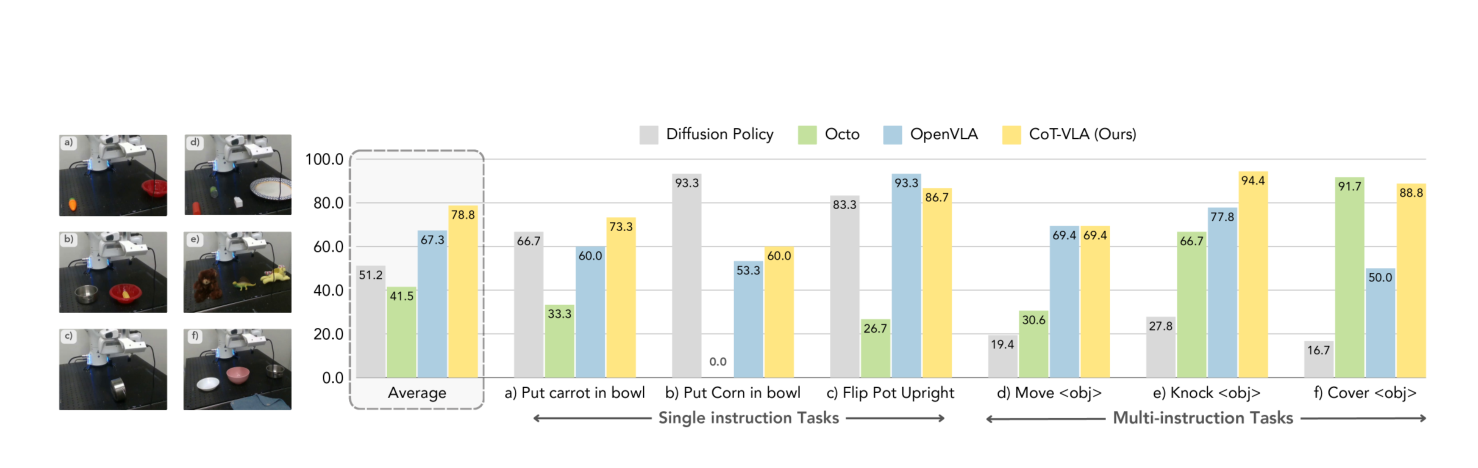 Diffusion Policy Octo OpenVLA CoT-VLA (Ours)
a)
d)
b)
e)
c)
f)
100.0
80.0
60.0
40.0
20.0
0.0
51.2 41.5 67.3 78.8
66.7 33.3 60.0 73.3
93.3 0.0 53.3 60.0
83.3 26.7 93.3 86.7
19.4 30.6 69.4 69.4
27.8 66.7 77.8 94.4
16.7 91.7 50.0 88.8
Average a) Put carrot in bowl b) Put Corn in bowl c) Flip Pot Upright d) Move <obj> e) Knock <obj> f) Cover <obj>
Single instruction Tasks Multi-instruction Tasks